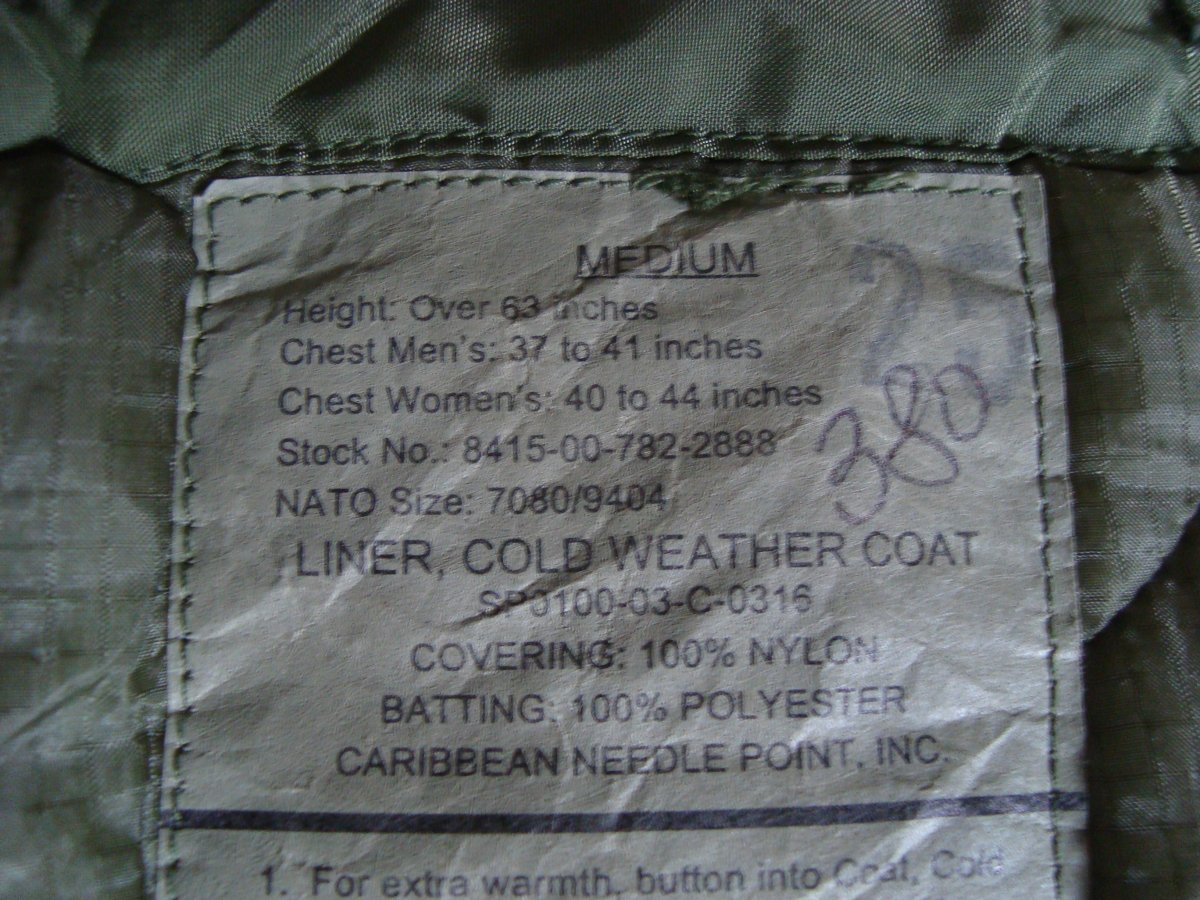 MEDIUM
Height: Over 63 inches
Chest Men's: 37 to 41 inches
Chest Women's: 40 to 44 inches
380
Stock No.: 8415-00-782-2888
NATO Size: 7080/9404
LINER, COLD WEATHER COAT
SP0100-03-C-0316
COVERING: 100% NYLON
BATTING: 100% POLYESTER
CARIBBEAN NEEDLE POINT, INC.
1. For extra warmth, button into Coat, Cold